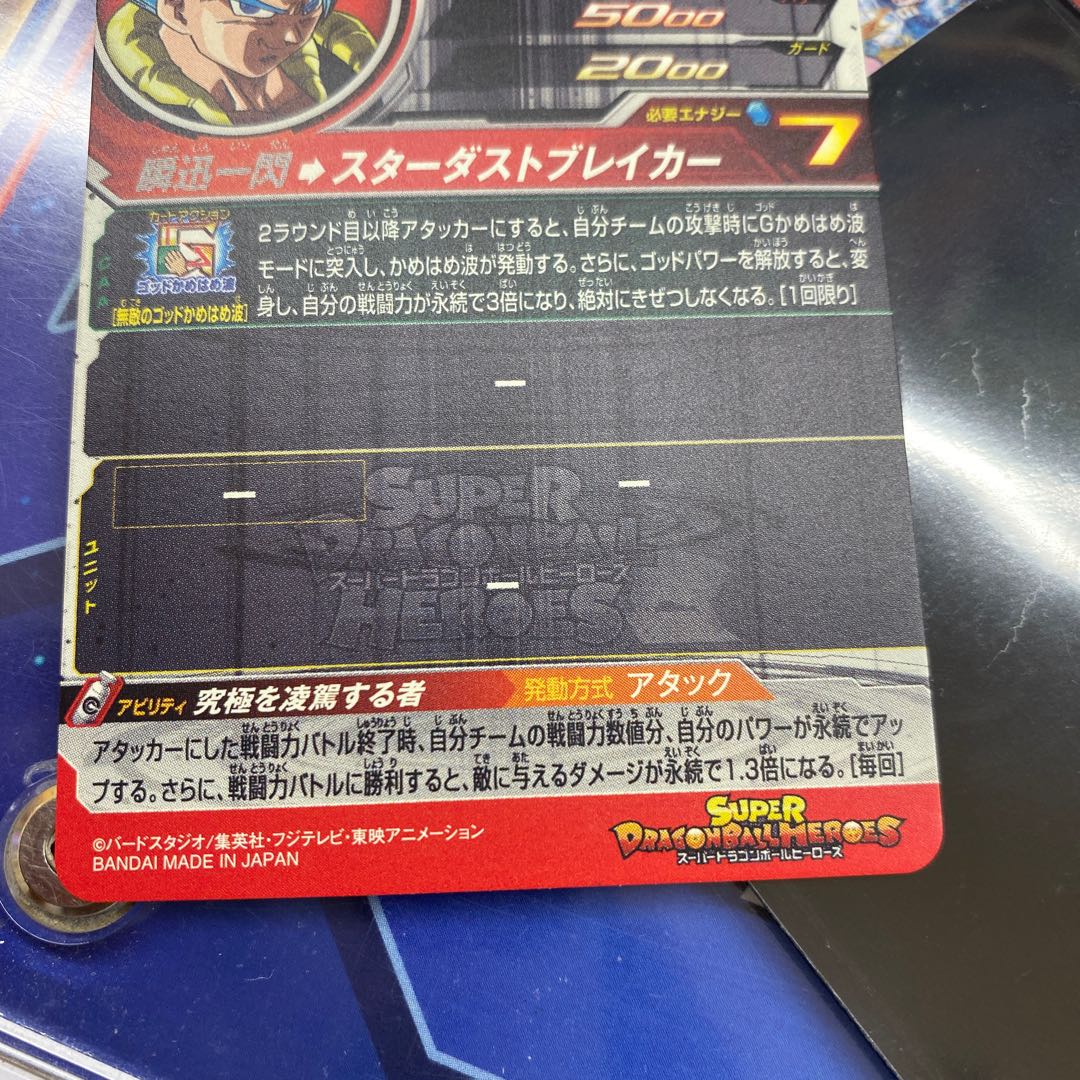 5000
ガード
2000
必要エナジー 7
瞬迅一閃➡スターダストブレイカー
カードアクション
ゴッドかめはめ波
CAA
[無敵のゴッドかめはめ波]
2ラウンド目以降アタッカーにすると、自分チームの攻撃時にGかめはめ波
モードに突入し、かめはめ波が発動する。さらに、ゴッドパワーを解放すると、変
身し、自分の戦闘力が永続で3倍になり、絶対にきぜつしなくなる。[1回限り]
ー
ユニット
ー
ー
ー
SUPER
DRAGONBALL
スーパードラゴンボールヒーローズ
HEROES
アビリティ 究極を凌駕する者 発動方式 アタック
アタッカーにした戦闘力バトル終了時、自分チームの戦闘力数値分、自分のパワーが永続でアッ
プする。さらに、戦闘力バトルに勝利すると、敵に与えるダメージが永続で1.3倍になる。[毎回]
©バードスタジオ/集英社・フジテレビ・東映アニメーション
BANDAI MADE IN JAPAN
SUPER
DRAGONBALL HEROES
スーパードラゴンボールヒーローズ